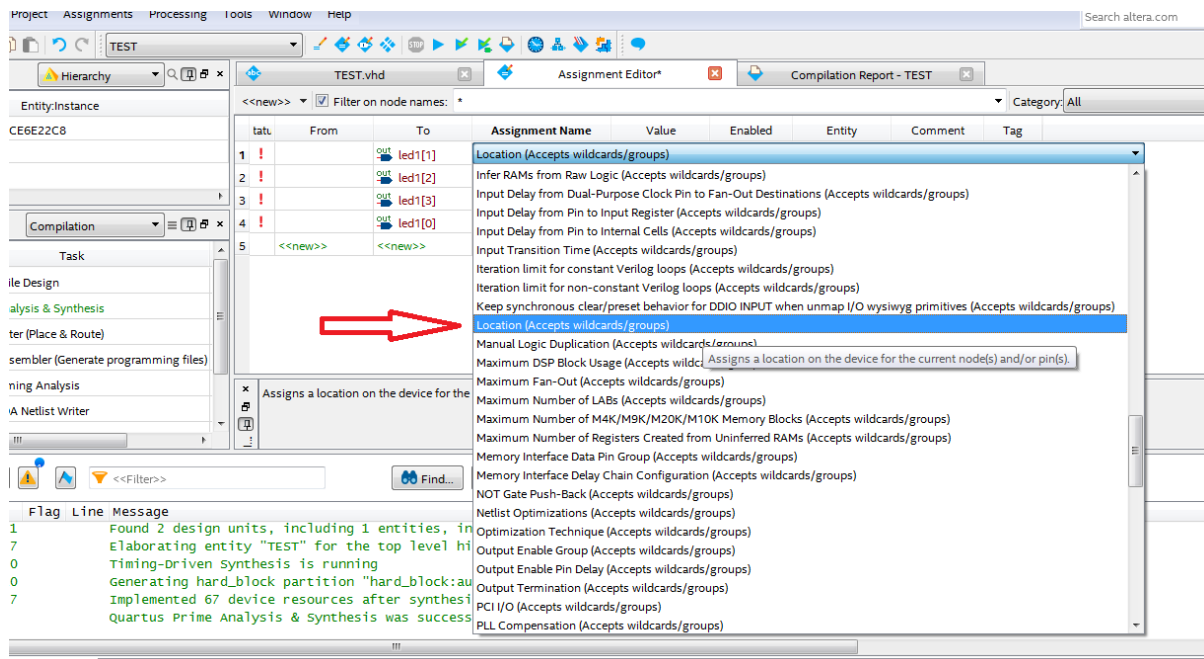 Project Assignments Processing Tools Window Help
Search altera.com
TEST
STOP
Hierarchy
TEST.vhd
Assignment Editor*
Compilation Report - TEST
Entity:Instance
<<new>> Filter on node names: *
Category: All
CE6E22C8
tatu From To Assignment Name Value Enabled Entity Comment Tag
1 ! out led1[1] Location (Accepts wildcards/groups)
2 ! out led1[2]
3 ! out led1[3]
4 ! out led1[0]
5 <<new>> <<new>>
Infer RAMs from Raw Logic (Accepts wildcards/groups)
Input Delay from Dual-Purpose Clock Pin to Fan-Out Destinations (Accepts wildcards/groups)
Input Delay from Pin to Input Register (Accepts wildcards/groups)
Input Delay from Pin to Internal Cells (Accepts wildcards/groups)
Input Transition Time (Accepts wildcards/groups)
Iteration limit for constant Verilog loops (Accepts wildcards/groups)
Iteration limit for non-constant Verilog loops (Accepts wildcards/groups)
Keep synchronous clear/preset behavior for DDIO INPUT when unmap I/O wysiwyg primitives (Accepts wildcards/groups)
Location (Accepts wildcards/groups)
Manual Logic Duplication (Accepts wildcards/groups)
Assigns a location on the device for the current node(s) and/or pin(s).
Maximum DSP Block Usage (Accepts wildca
Maximum Fan-Out (Accepts wildcards/groups)
Maximum Number of LABs (Accepts wildcards/groups)
Maximum Number of M4K/M9K/M20K/M10K Memory Blocks (Accepts wildcards/groups)
Maximum Number of Registers Created from Uninferred RAMs (Accepts wildcards/groups)
Memory Interface Data Pin Group (Accepts wildcards/groups)
Memory Interface Delay Chain Configuration (Accepts wildcards/groups)
NOT Gate Push-Back (Accepts wildcards/groups)
Netlist Optimizations (Accepts wildcards/groups)
Optimization Technique (Accepts wildcards/groups)
Output Enable Group (Accepts wildcards/groups)
Output Enable Pin Delay (Accepts wildcards/groups)
Output Termination (Accepts wildcards/groups)
PCI I/O (Accepts wildcards/groups)
PLL Compensation (Accepts wildcards/groups)
Compilation
Task
ile Design
alysis & Synthesis
ter (Place & Route)
sembler (Generate programming files)
ming Analysis
A Netlist Writer
Assigns a location on the device for the
<<Filter>>
Find...
Flag Line Message
1 Found 2 design units, including 1 entities, in
7 Elaborating entity "TEST" for the top level hi
0 Timing-Driven Synthesis is running
0 Generating hard_block partition "hard_block:au
7 Implemented 67 device resources after synthesi
Quartus Prime Analysis & Synthesis was success